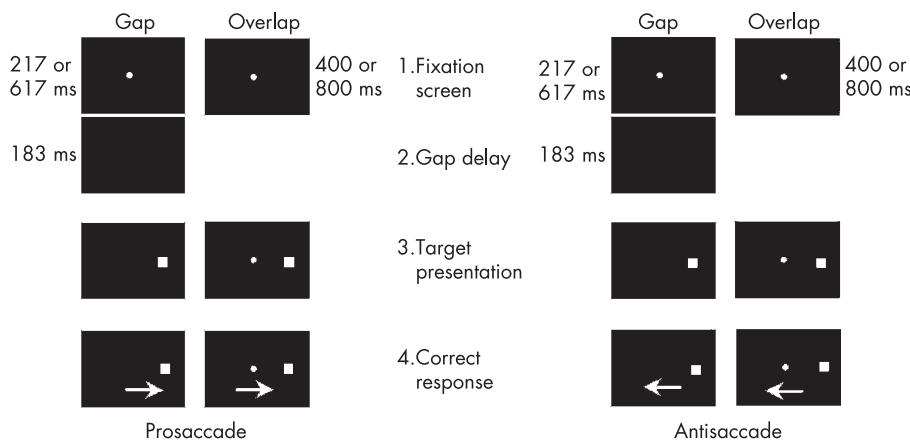 Gap Overlap Gap Overlap
217 or
617 ms
400 or
800 ms
1.Fixation
screen
217 or
617 ms
400 or
800 ms
183 ms
2.Gap delay
183 ms
3.Target
presentation
4.Correct
response
Prosaccade Antisaccade